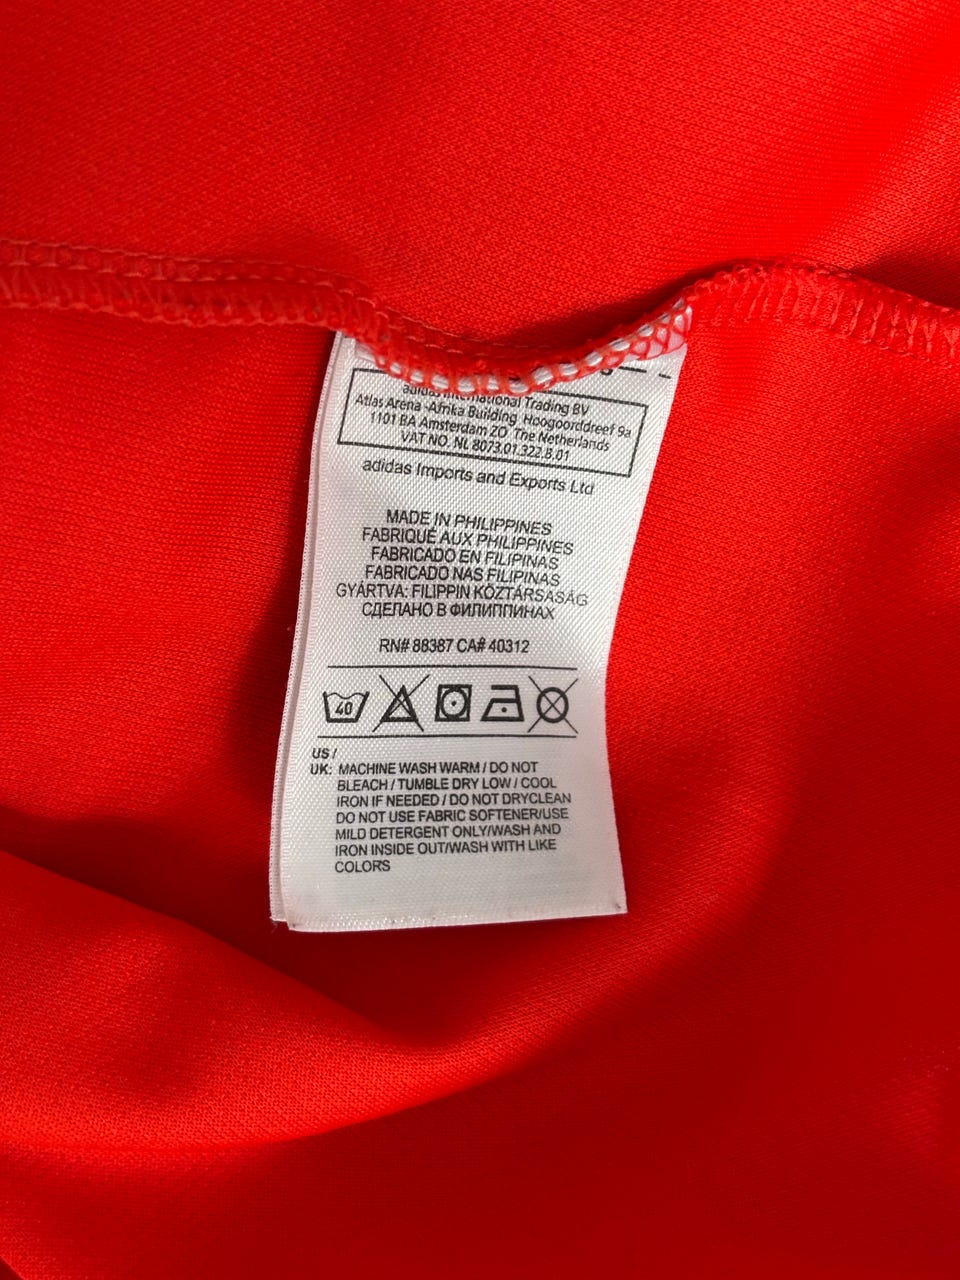 adidas International Trading BV
Atlas Arena -Afrika Building Hoogoorddreef 9a
1101 BA Amsterdam ZO The Netherlands
VAT NO. NL 8073.01.322.B.01
adidas Imports and Exports Ltd
MADE IN PHILIPPINES
FABRIQUÉ AUX PHILIPPINES
FABRICADO EN FILIPINAS
FABRICADO NAS FILIPINAS
GYÁRTVA: FILIPPIN KÖZTÁRSASÁG
СДЕЛАНО В ФИЛИППИНАХ
RN# 88387 CA# 40312
40
US /
UK: MACHINE WASH WARM / DO NOT
BLEACH / TUMBLE DRY LOW / COOL
IRON IF NEEDED / DO NOT DRYCLEAN
DO NOT USE FABRIC SOFTENER/USE
MILD DETERGENT ONLY/WASH AND
IRON INSIDE OUT/WASH WITH LIKE
COLORS